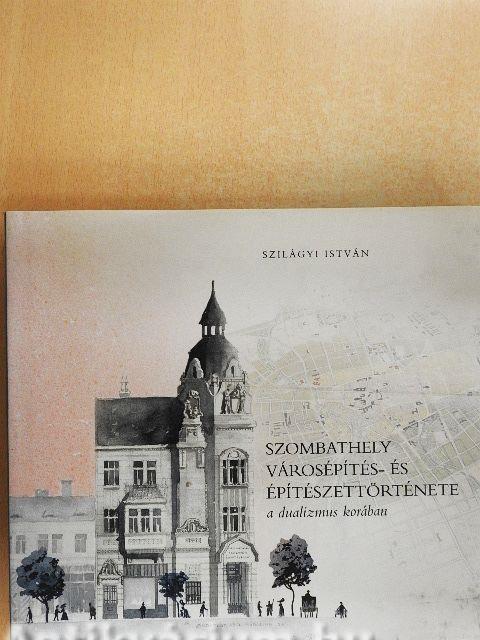 SZILÁGYI ISTVÁN
SZOMBATHELY
VÁROSÉPÍTÉS- ÉS
ÉPÍTÉSZETTÖRTÉNETE
a dualizmus korában